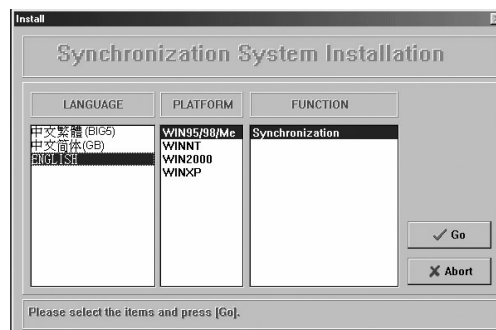 Install
Synchronization System Installation
LANGUAGE
PLATFORM
FUNCTION
中文繁體(BIG5)
中文简体(GB)
ENGLISH
WIN95/98/Me
WINNT
WIN2000
WINXP
Synchronization
Go
Abort
Please select the items and press [Go].